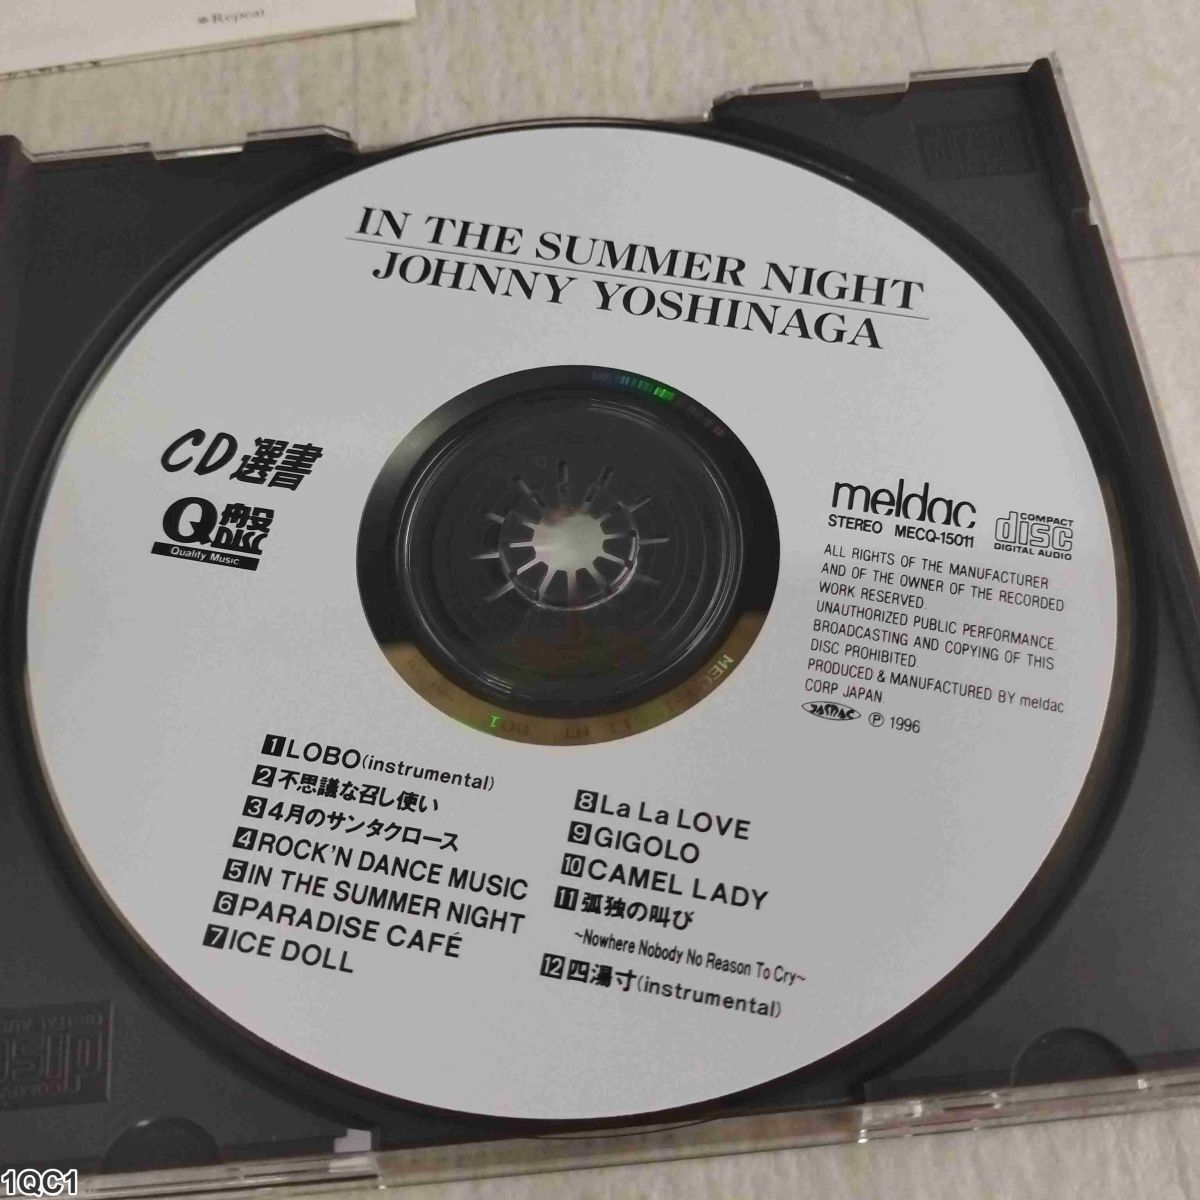 Repeat
IN THE SUMMER NIGHT
JOHNNY YOSHINAGA
CD選書
Q盤
DISC
Quality Music
meldac
STEREO MECQ-15011
COMPACT
disc
DIGITAL AUDIO
ALL RIGHTS OF THE MANUFACTURER
AND OF THE OWNER OF THE RECORDED
WORK RESERVED.
UNAUTHORIZED PUBLIC PERFORMANCE.
BROADCASTING AND COPYING OF THIS
DISC PROHIBITED.
PRODUCED & MANUFACTURED BY meldac
CORP JAPAN.
JASRAC Ⓟ 1996
1 LOBO(instrumental)
2 不思議な召し使い
3 4月のサンタクロース
4 ROCK'N DANCE MUSIC
5 IN THE SUMMER NIGHT
6 PARADISE CAFÉ
7 ICE DOLL
8 La La LOVE
9 GIGOLO
10 CAMEL LADY
11 孤独の叫び
~Nowhere Nobody No Reason To Cry~
12 四湯寸(instrumental)
1QC1